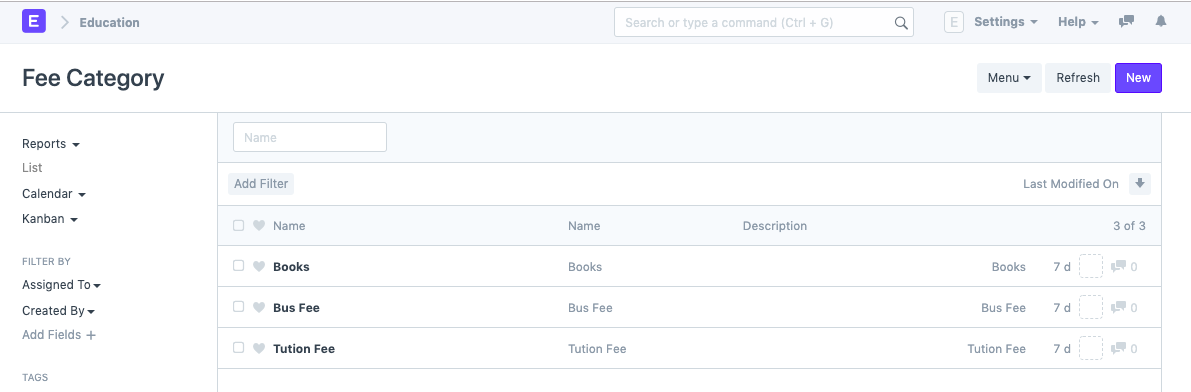 E Education Search or type a command (Ctrl + G) E Settings Help
Fee Category Menu Refresh New
Reports
List
Calendar
Kanban
FILTER BY
Assigned To
Created By
Add Fields +
TAGS
Name
Add Filter Last Modified On
Name Name Description 3 of 3
Books Books Books 7 d 0
Bus Fee Bus Fee Bus Fee 7 d 0
Tution Fee Tution Fee Tution Fee 7 d 0